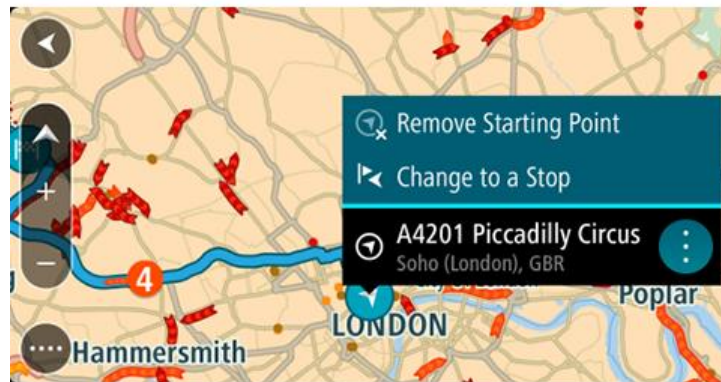 Remove Starting Point
Change to a Stop
A4201 Piccadilly Circus
Soho (London), GBR
4
Poplar
LONDON
Hammersmith